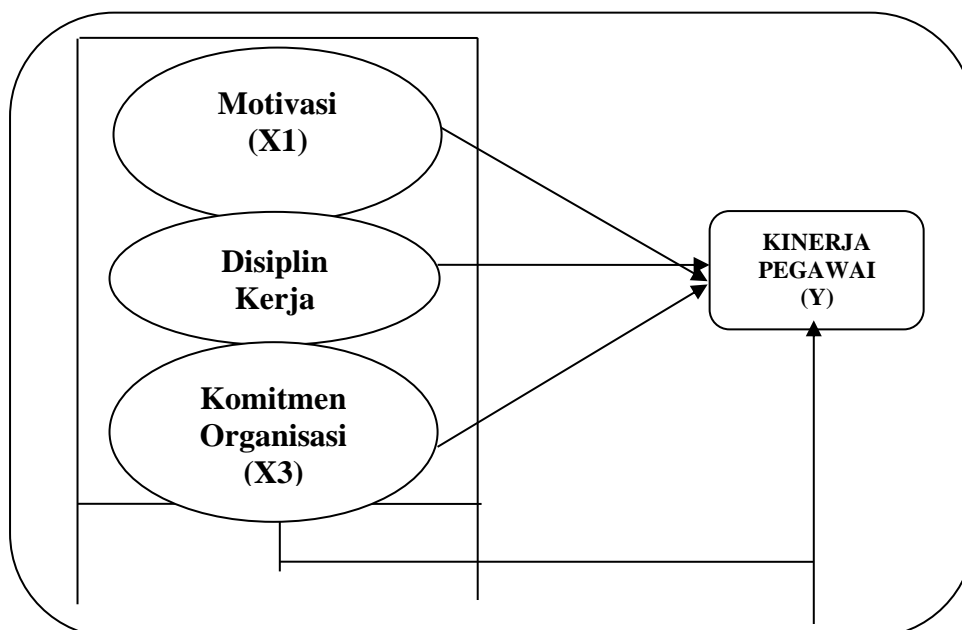 Motivasi
(X1)
Disiplin
Kerja
Komitmen
Organisasi
(X3)
KINERJA
PEGAWAI
(Y)